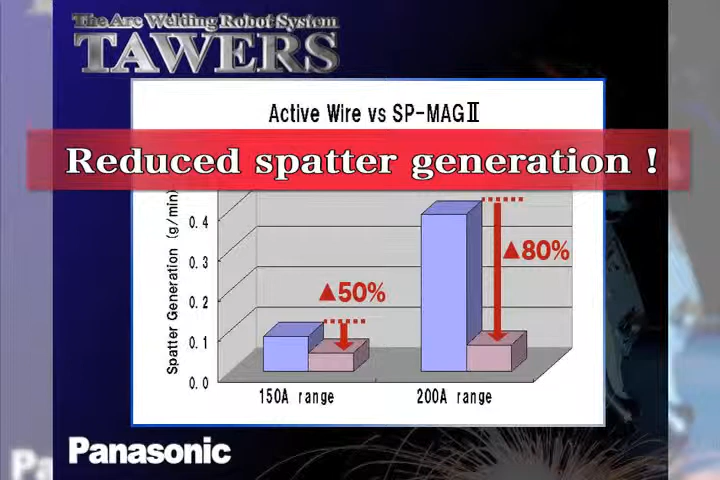 The Arc Welding Robot System
TAWERS
Active Wire vs SP-MAGⅡ
Reduced spatter generation !
Spatter Generation (g/min)
0.4
0.3
0.2
0.1
0.0
▲50%
▲80%
150A range
200A range
Panasonic
Pa